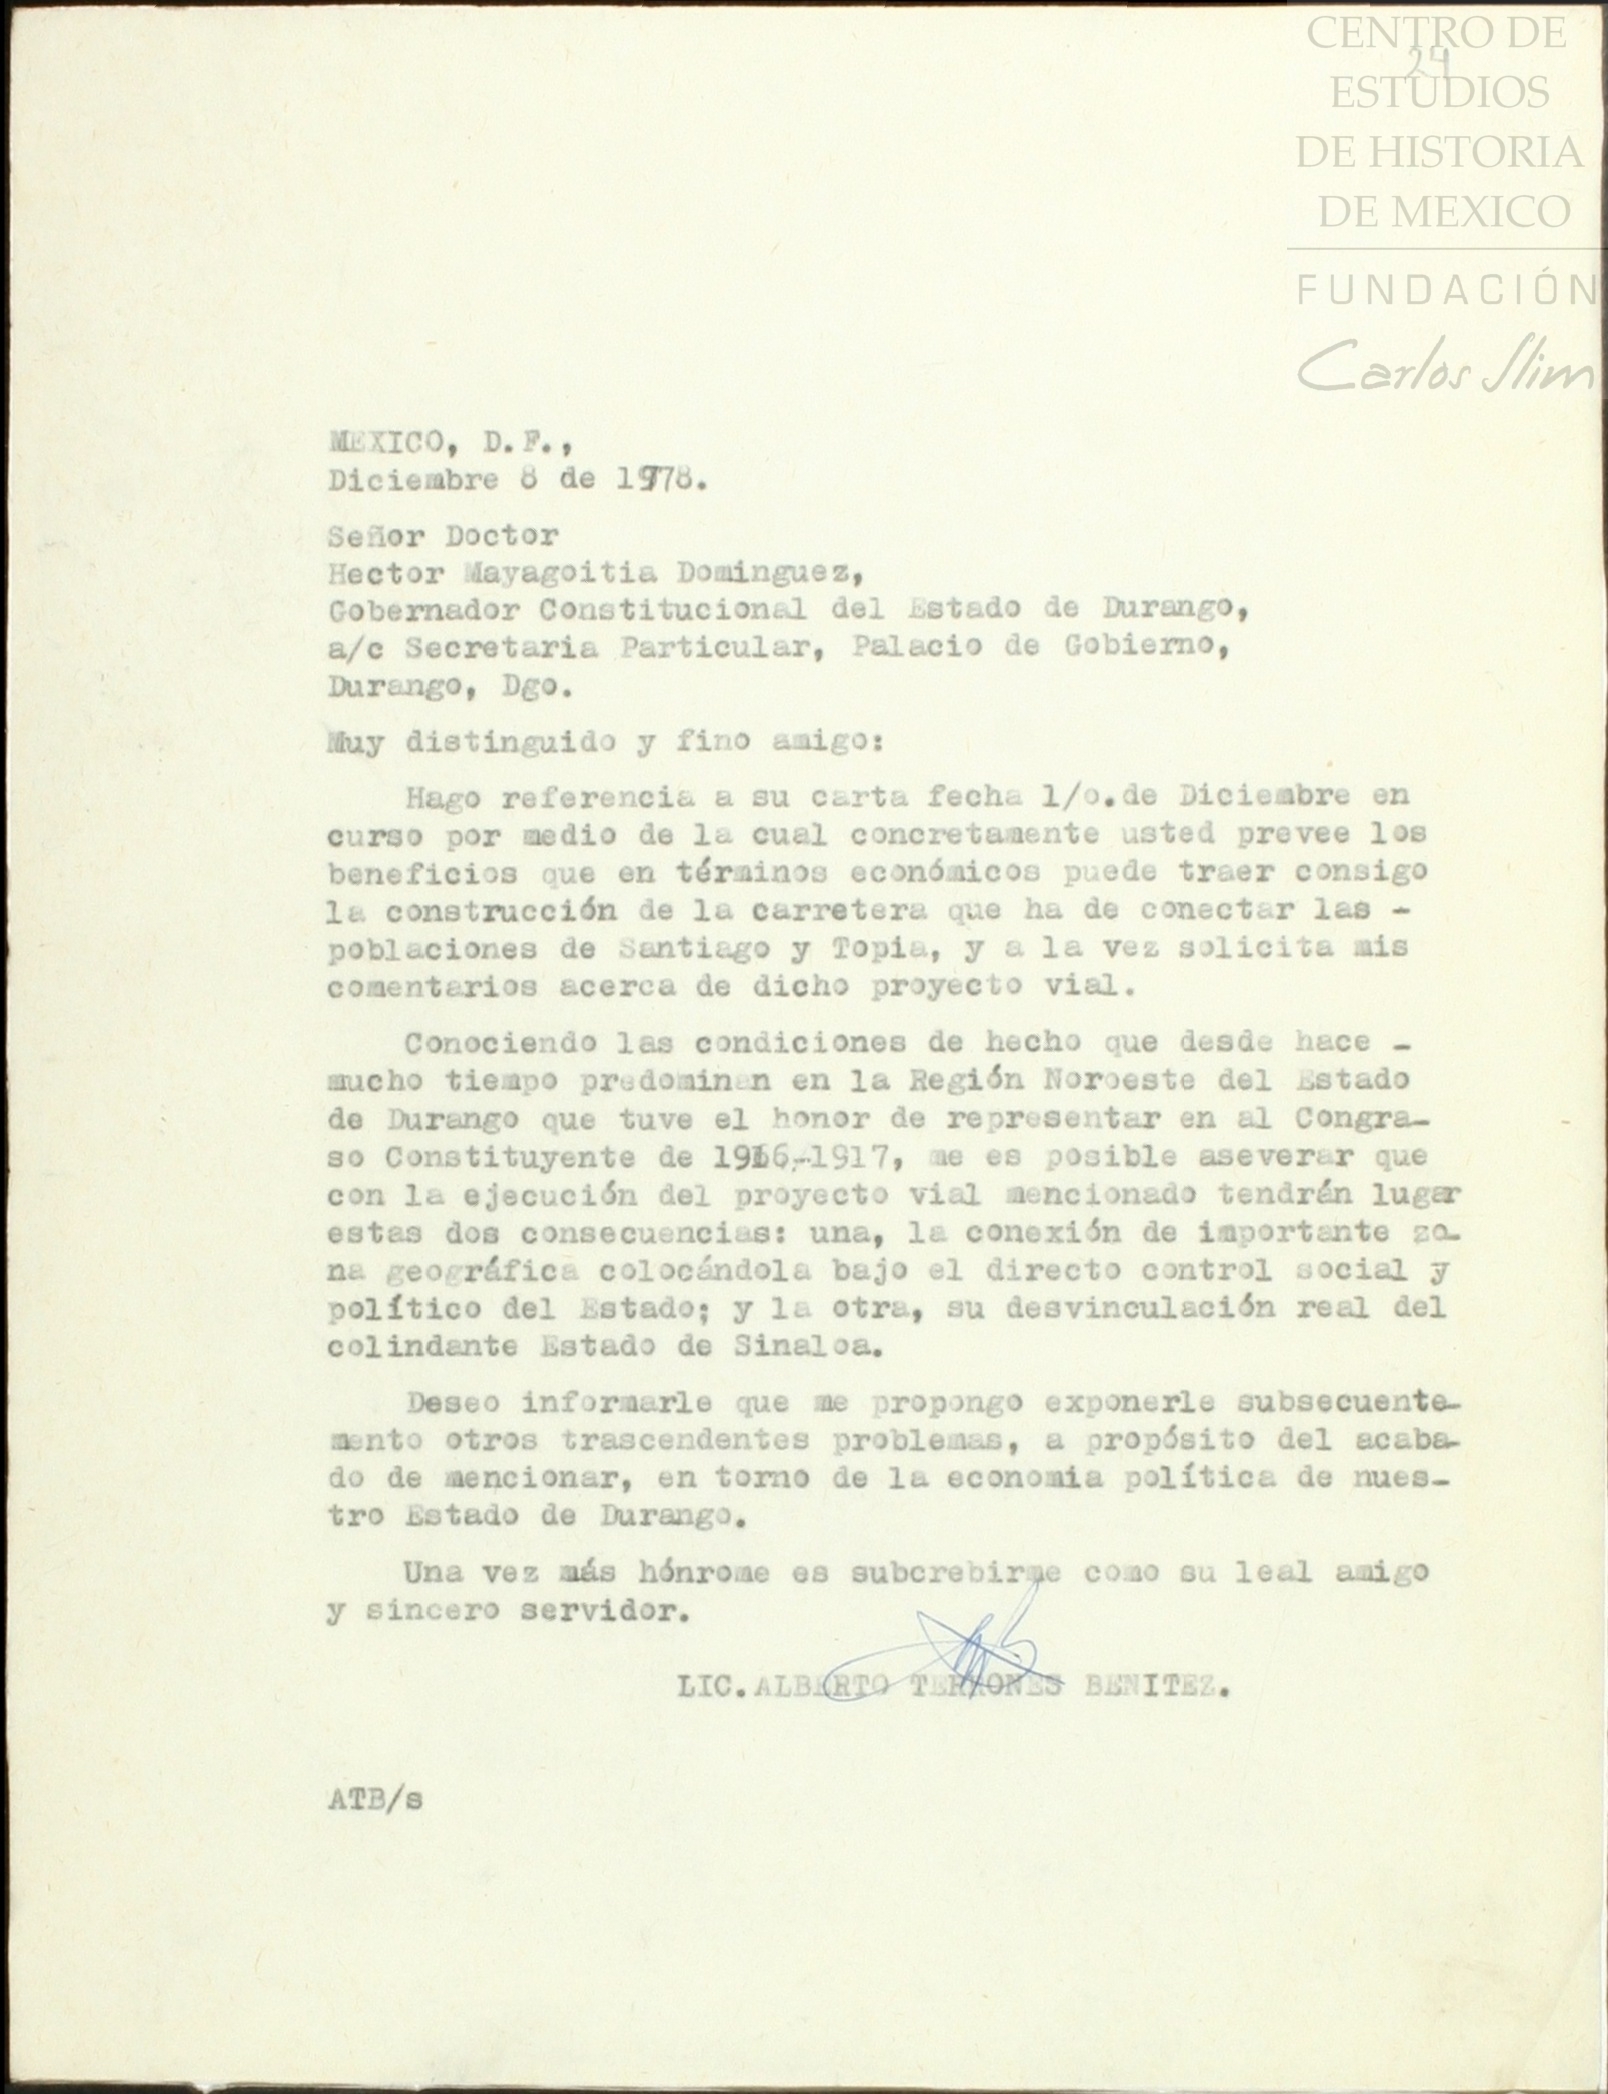 CENTRO DE
24
ESTUDIOS
DE HISTORIA
DE MEXICO
FUNDACIÓN
Carlos Slim
MEXICO, D.F.,
Diciembre 8 de 1978.
Señor Doctor
Hector Mayagoitia Dominguez,
Gobernador Constitucional del Estado de Durango,
a/c Secretaria Particular, Palacio de Gobierno,
Durango, Dgo.
Muy distinguido y fino amigo:
Hago referencia a su carta fecha 1/o.de Diciembre en
curso por medio de la cual concretamente usted prevee los
beneficios que en términos económicos puede traer consigo
la construcción de la carretera que ha de conectar las -
poblaciones de Santiago y Topia, y a la vez solicita mis
comentarios acerca de dicho proyecto vial.
Conociendo las condiciones de hecho que desde hace -
mucho tiempo predominan en la Región Noroeste del Estado
de Durango que tuve el honor de representar en al Congra-
so Constituyente de 1916,-1917, me es posible aseverar que
con la ejecución del proyecto vial mencionado tendrán lugar
estas dos consecuencias: una, la conexión de importante zo-
na geográfica colocándola bajo el directo control social y
político del Estado; y la otra, su desvinculación real del
colindante Estado de Sinaloa.
Deseo informarle que me propongo exponerle subsecuente-
mento otros trascendentes problemas, a propósito del acaba-
do de mencionar, en torno de la economia política de nues-
tro Estado de Durango.
Una vez más hónrome es subcrebirme como su leal amigo
y sincero servidor.
LIC.ALBERTO TERRONES BENITEZ.
ATB/s